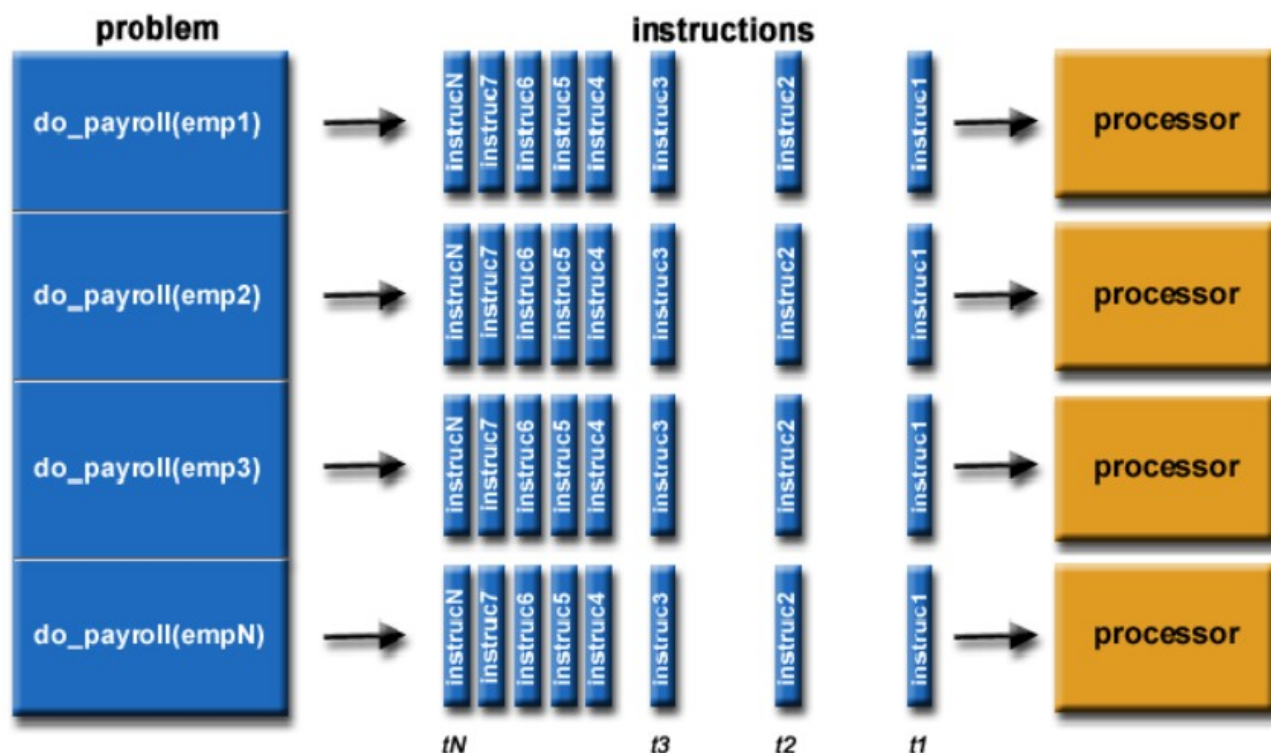 problem
instructions
do_payroll(emp1)
instrucN
instruc7
instruc6
instruc5
instruc4
instruc3
instruc2
instruc1
processor
do_payroll(emp2)
instrucN
instruc7
instruc6
instruc5
instruc4
instruc3
instruc2
instruc1
processor
do_payroll(emp3)
instrucN
instruc7
instruc6
instruc5
instruc4
instruc3
instruc2
instruc1
processor
do_payroll(empN)
instrucN
instruc7
instruc6
instruc5
instruc4
instruc3
instruc2
instruc1
processor
tN
t3
t2
t1